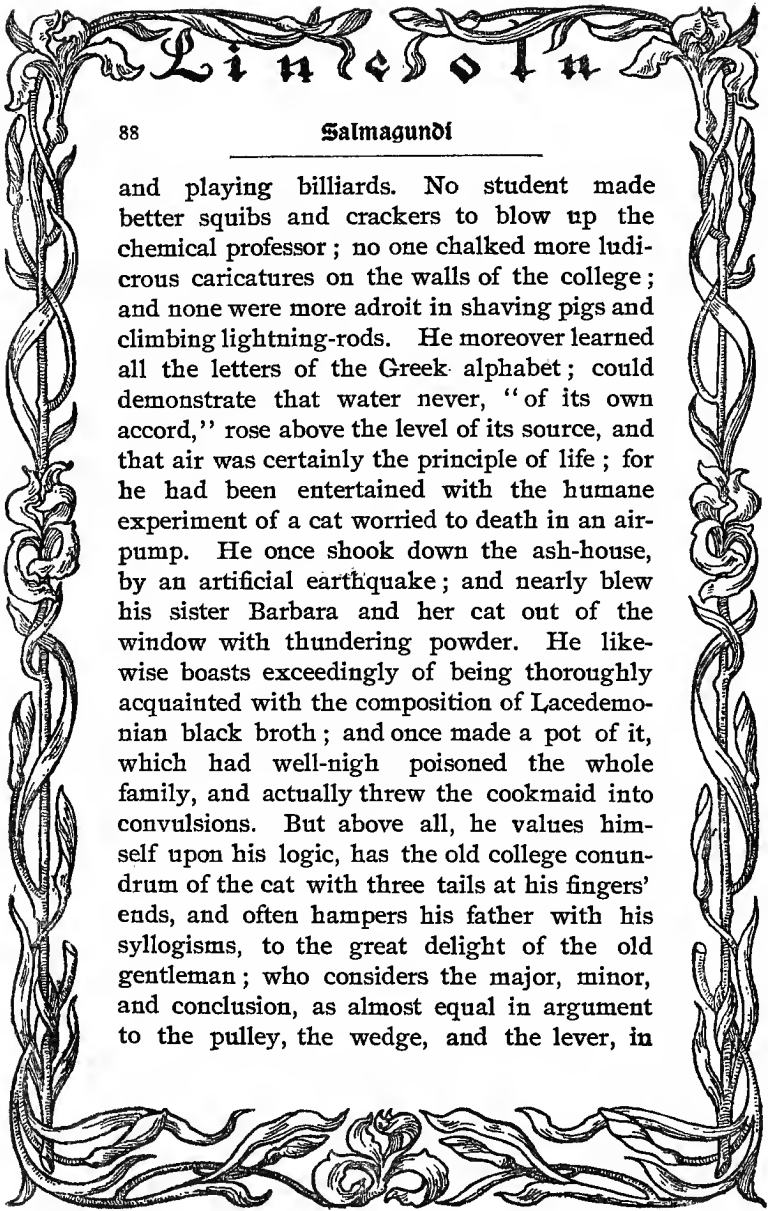 Lincoln
88 Salmagundi
and playing billiards. No student made
better squibs and crackers to blow up the
chemical professor ; no one chalked more ludi-
crous caricatures on the walls of the college ;
and none were more adroit in shaving pigs and
climbing lightning-rods. He moreover learned
all the letters of the Greek alphabet ; could
demonstrate that water never, “of its own
accord,” rose above the level of its source, and
that air was certainly the principle of life ; for
he had been entertained with the humane
experiment of a cat worried to death in an air-
pump. He once shook down the ash-house,
by an artificial earthquake ; and nearly blew
his sister Barbara and her cat out of the
window with thundering powder. He like-
wise boasts exceedingly of being thoroughly
acquainted with the composition of Lacedemo-
nian black broth ; and once made a pot of it,
which had well-nigh poisoned the whole
family, and actually threw the cookmaid into
convulsions. But above all, he values him-
self upon his logic, has the old college conun-
drum of the cat with three tails at his fingers’
ends, and often hampers his father with his
syllogisms, to the great delight of the old
gentleman ; who considers the major, minor,
and conclusion, as almost equal in argument
to the pulley, the wedge, and the lever, in